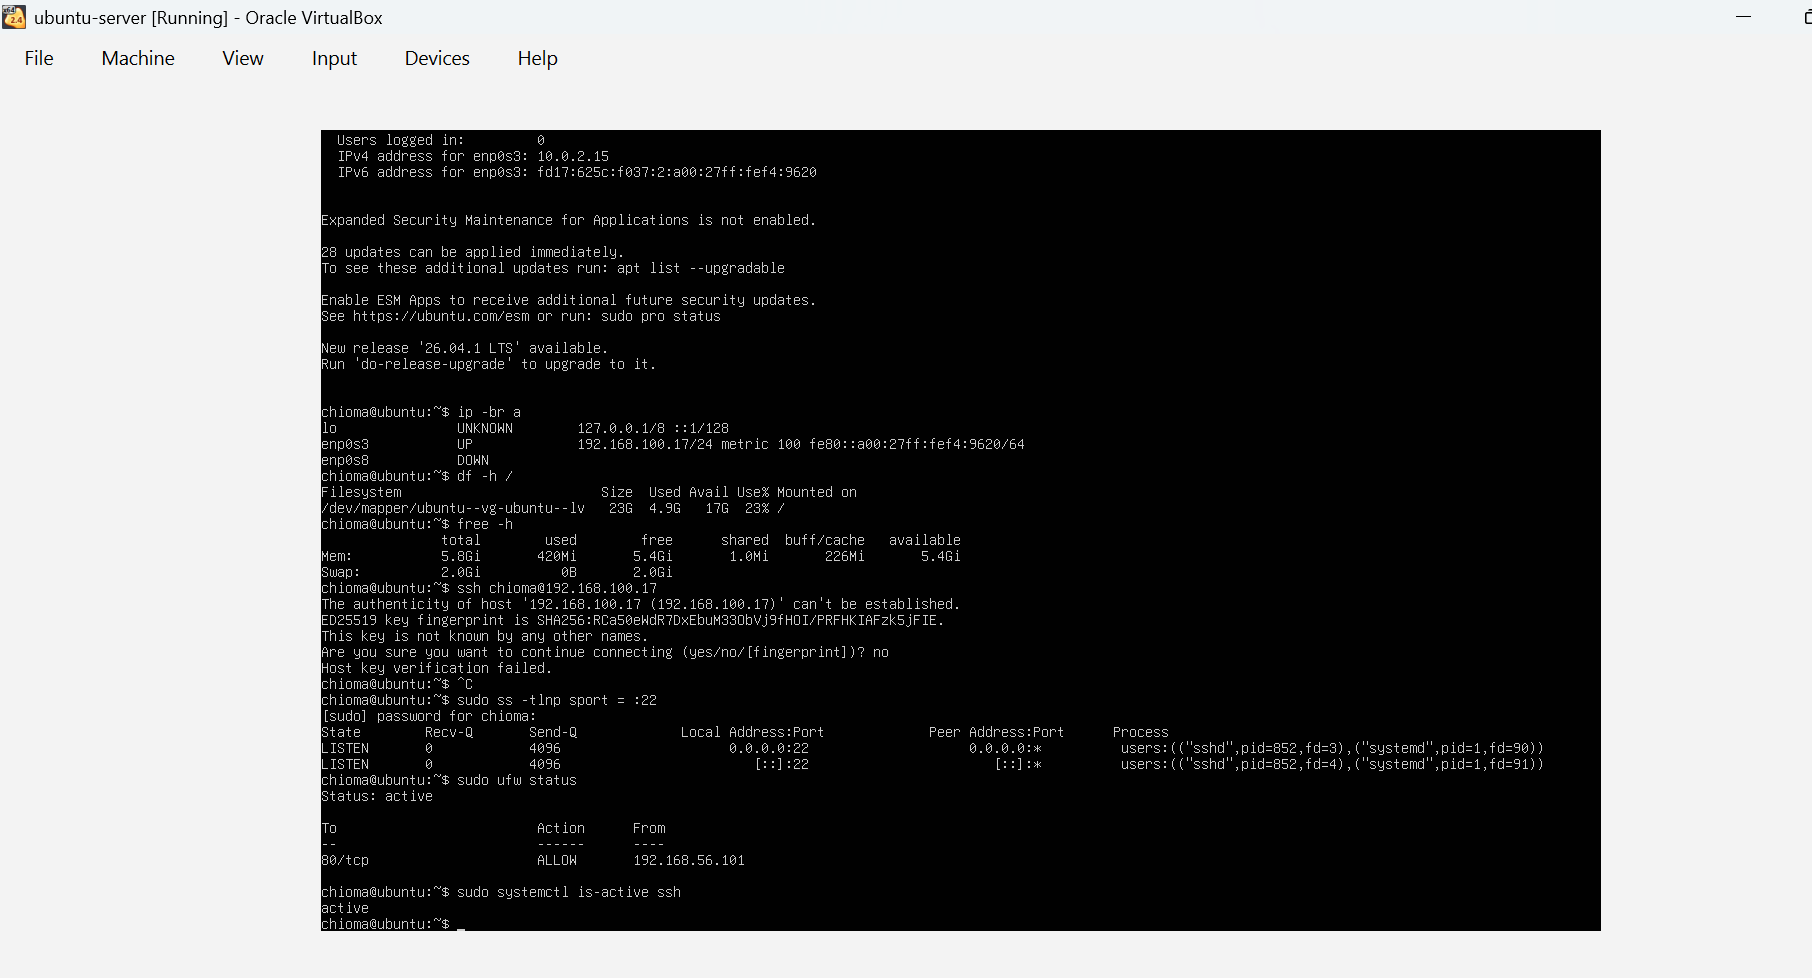 ubuntu-server [Running] - Oracle VirtualBox
File Machine View Input Devices Help
Users logged in: 0
IPv4 address for enp0s3: 10.0.2.15
IPv6 address for enp0s3: fd17:625c:f037:2:a00:27ff:fef4:9620
Expanded Security Maintenance for Applications is not enabled.
28 updates can be applied immediately.
To see these additional updates run: apt list --upgradable
Enable ESM Apps to receive additional future security updates.
See https://ubuntu.com/esm or run: sudo pro status
New release '26.04.1 LTS' available.
Run 'do-release-upgrade' to upgrade to it.
chioma@ubuntu:~$ ip -br a
lo UNKNOWN 127.0.0.1/8 ::1/128
enp0s3 UP 192.168.100.17/24 metric 100 fe80::a00:27ff:fef4:9620/64
enp0s8 DOWN
chioma@ubuntu:~$ df -h /
Filesystem Size Used Avail Use% Mounted on
/dev/mapper/ubuntu--vg-ubuntu--lv 23G 4.9G 17G 23% /
chioma@ubuntu:~$ free -h
total used free shared buff/cache available
Mem: 5.8Gi 420Mi 5.4Gi 1.0Mi 226Mi 5.4Gi
Swap: 2.0Gi 0B 2.0Gi
chioma@ubuntu:~$ ssh chioma@192.168.100.17
The authenticity of host '192.168.100.17 (192.168.100.17)' can't be established.
ED25519 key fingerprint is SHA256:RCa50eWdR7DxEbuM33ObVj9fHOI/PRFHKIAFzk5jFIE.
This key is not known by any other names.
Are you sure you want to continue connecting (yes/no/[fingerprint])? no
Host key verification failed.
chioma@ubuntu:~$ ^C
chioma@ubuntu:~$ sudo ss -tlnp sport = :22
[sudo] password for chioma:
State Recv-Q Send-Q Local Address:Port Peer Address:Port Process
LISTEN 0 4096 0.0.0.0:22 0.0.0.0:* users:(("sshd",pid=852,fd=3),("systemd",pid=1,fd=90))
LISTEN 0 4096 [::]:22 [::]:* users:(("sshd",pid=852,fd=4),("systemd",pid=1,fd=91))
chioma@ubuntu:~$ sudo ufw status
Status: active
To Action From
-- ------ ----
80/tcp ALLOW 192.168.56.101
chioma@ubuntu:~$ sudo systemctl is-active ssh
active
chioma@ubuntu:~$ _